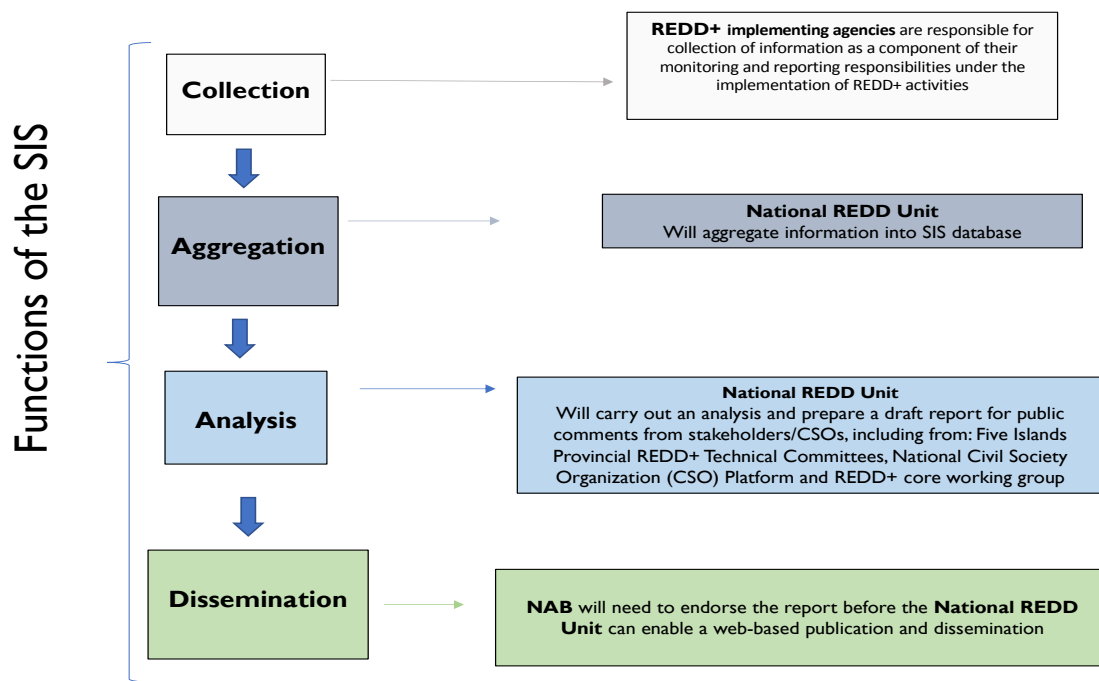 Functions of the SIS
Collection
REDD+ implementing agencies are responsible for
collection of information as a component of their
monitoring and reporting responsibilities under the
implementation of REDD+ activities
Aggregation
National REDD Unit
Will aggregate information into SIS database
Analysis
National REDD Unit
Will carry out an analysis and prepare a draft report for public
comments from stakeholders/CSOs, including from: Five Islands
Provincial REDD+ Technical Committees, National Civil Society
Organization (CSO) Platform and REDD+ core working group
Dissemination
NAB will need to endorse the report before the National REDD
Unit can enable a web-based publication and dissemination